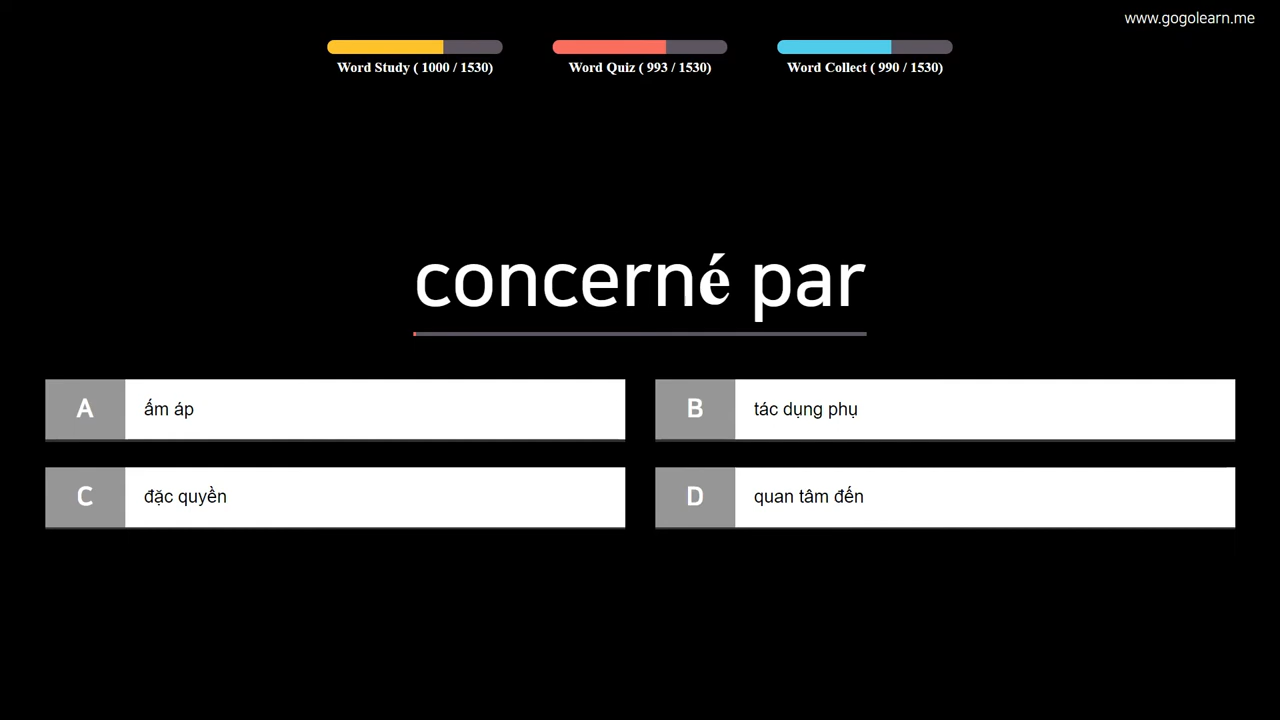 www.gogolearn.me
Word Study ( 1000 / 1530)
Word Quiz ( 993 / 1530)
Word Collect ( 990 / 1530)
concerné par
A
ấm áp
B
tác dụng phụ
C
đặc quyền
D
quan tâm đến